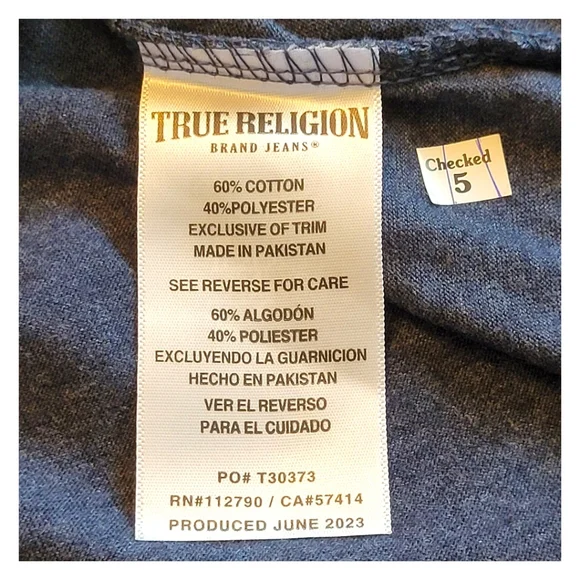 TRUE RELIGION
BRAND JEANS®
60% COTTON
40%POLYESTER
EXCLUSIVE OF TRIM
MADE IN PAKISTAN
SEE REVERSE FOR CARE
60% ALGODÓN
40% POLIESTER
EXCLUYENDO LA GUARNICION
HECHO EN PAKISTAN
VER EL REVERSO
PARA EL CUIDADO
PO# T30373
RN#112790 / CA#57414
PRODUCED JUNE 2023
Checked
5